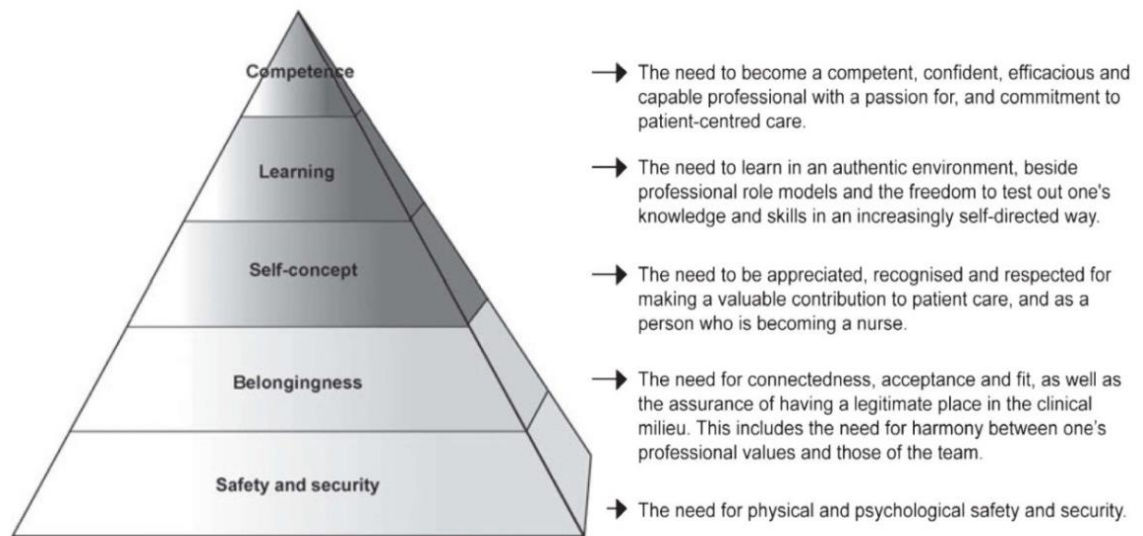 Competence
The need to become a competent, confident, efficacious and
capable professional with a passion for, and commitment to
patient-centred care.
Learning
The need to learn in an authentic environment, beside
professional role models and the freedom to test out one's
knowledge and skills in an increasingly self-directed way.
Self-concept
The need to be appreciated, recognised and respected for
making a valuable contribution to patient care, and as a
person who is becoming a nurse.
Belongingness
The need for connectedness, acceptance and fit, as well as
the assurance of having a legitimate place in the clinical
milieu. This includes the need for harmony between one's
professional values and those of the team.
Safety and security
The need for physical and psychological safety and security.